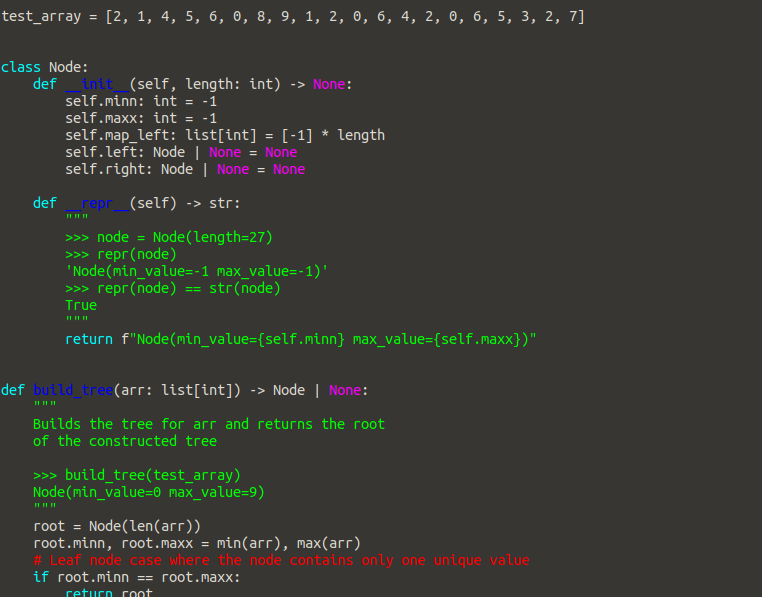 test_array = [2, 1, 4, 5, 6, 0, 8, 9, 1, 2, 0, 6, 4, 2, 0, 6, 5, 3, 2, 7]
class Node:
    def __init__(self, length: int) -> None:
        self.minn: int = -1
        self.maxx: int = -1
        self.map_left: list[int] = [-1] * length
        self.left: Node | None = None
        self.right: Node | None = None
    def __repr__(self) -> str:
        """
        >>> node = Node(length=27)
        >>> repr(node)
        'Node(min_value=-1 max_value=-1)'
        >>> repr(node) == str(node)
        True
        """
        return f"Node(min_value={self.minn} max_value={self.maxx})"
def build_tree(arr: list[int]) -> Node | None:
    """
    Builds the tree for arr and returns the root
    of the constructed tree
    >>> build_tree(test_array)
    Node(min_value=0 max_value=9)
    """
    root = Node(len(arr))
    root.minn, root.maxx = min(arr), max(arr)
    # Leaf node case where the node contains only one unique value
    if root.minn == root.maxx:
        return root